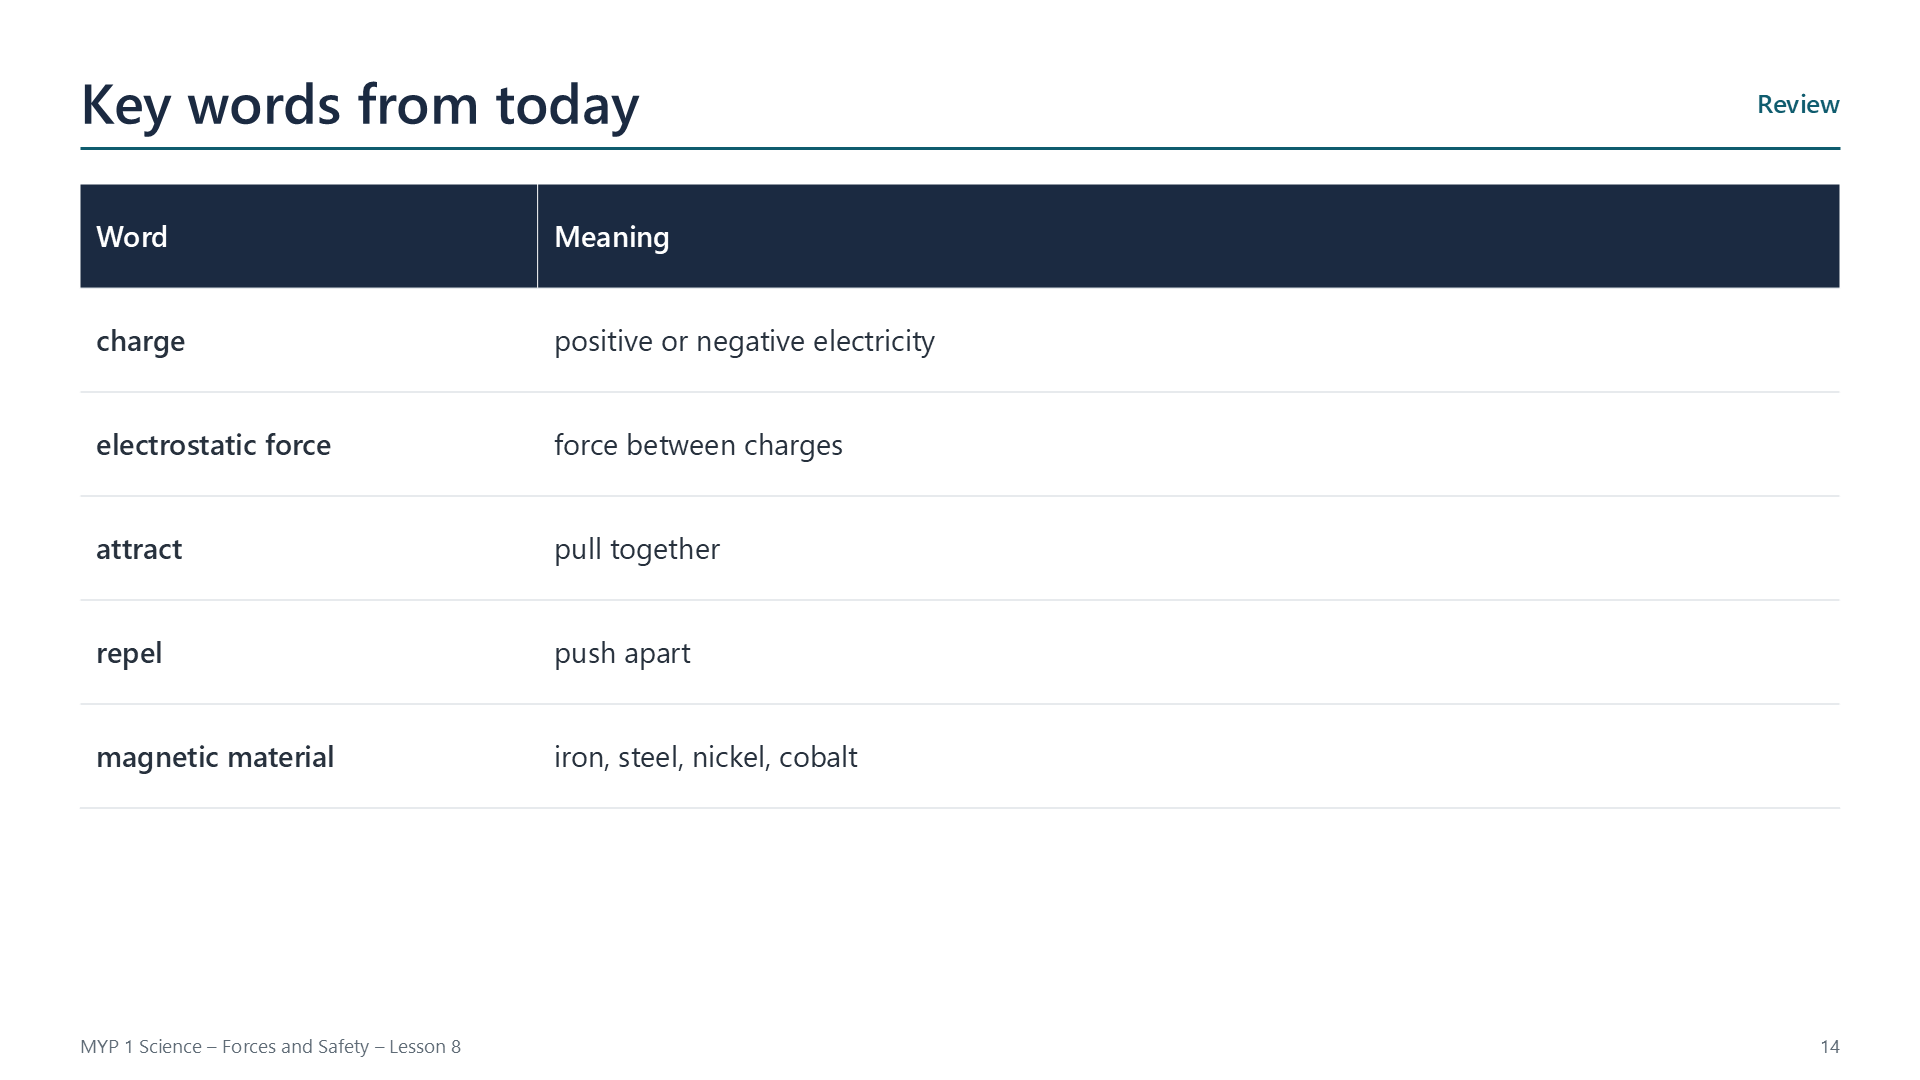 Key words from today
Review
Word Meaning
charge positive or negative electricity
electrostatic force force between charges
attract pull together
repel push apart
magnetic material iron, steel, nickel, cobalt
MYP 1 Science – Forces and Safety – Lesson 8
14